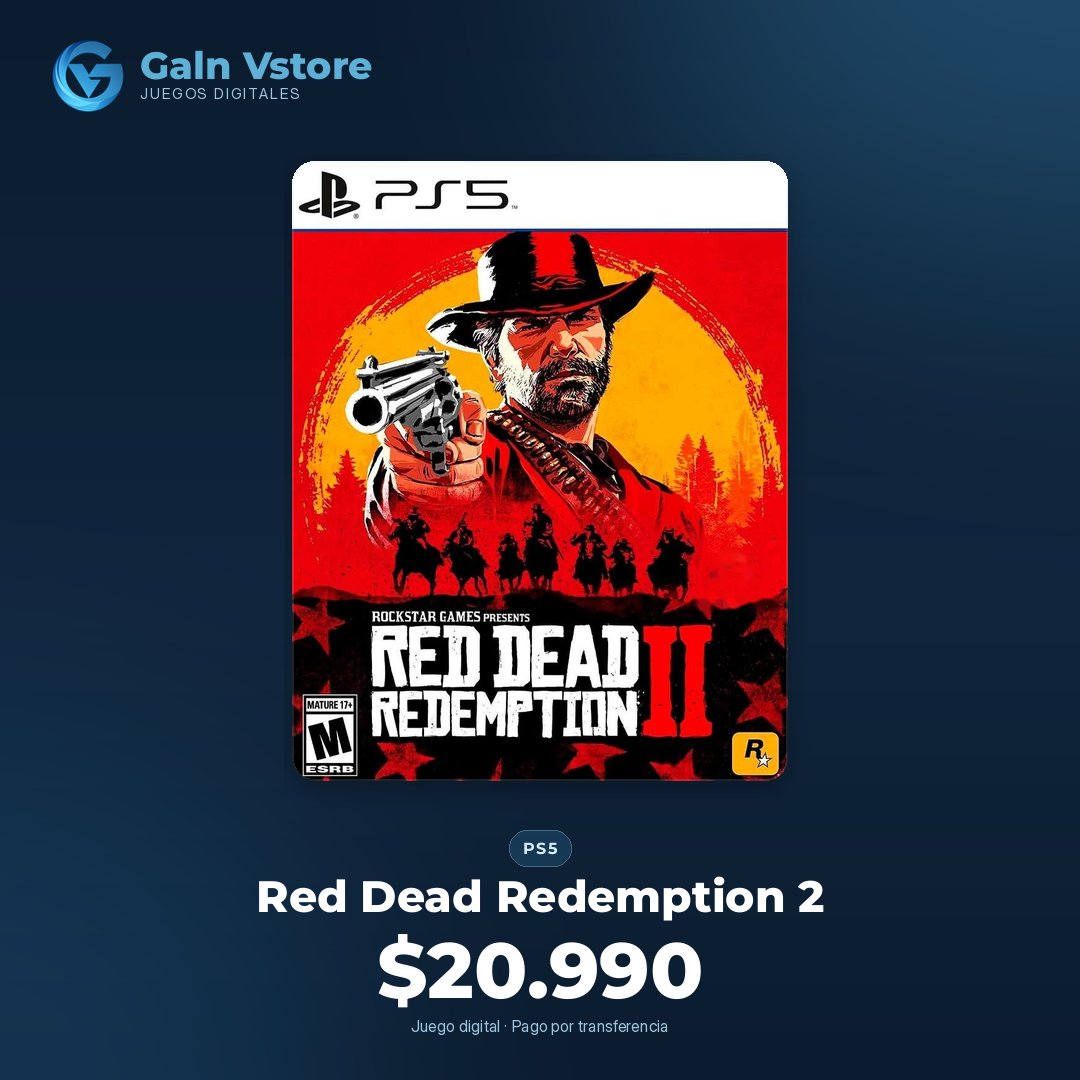 Galn Vstore
JUEGOS DIGITALES
PS5
ROCKSTAR GAMES PRESENTS
RED DEAD
REDEMPTION II
MATURE 17+
M
ESRB
R
PS5
Red Dead Redemption 2
$20.990
Juego digital · Pago por transferencia